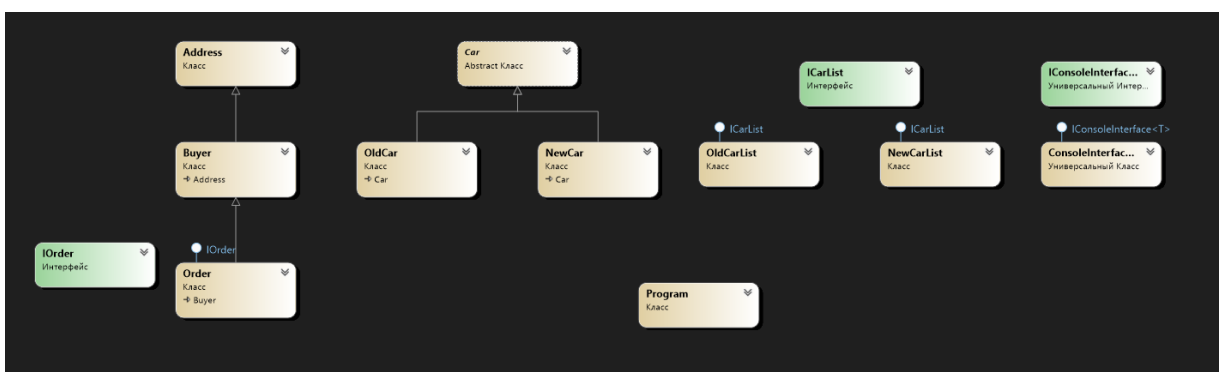 Address
Класс
Car
Abstract Класс
ICarList
Интерфейс
IConsoleInterfac...
Универсальный Интер...
ICarList
ICarList
IConsoleInterface<T>
Buyer
Класс
Address
OldCar
Класс
Car
NewCar
Класс
Car
OldCarList
Класс
NewCarList
Класс
ConsoleInterfac...
Универсальный Класс
IOrder
Интерфейс
IOrder
Order
Класс
Buyer
Program
Класс